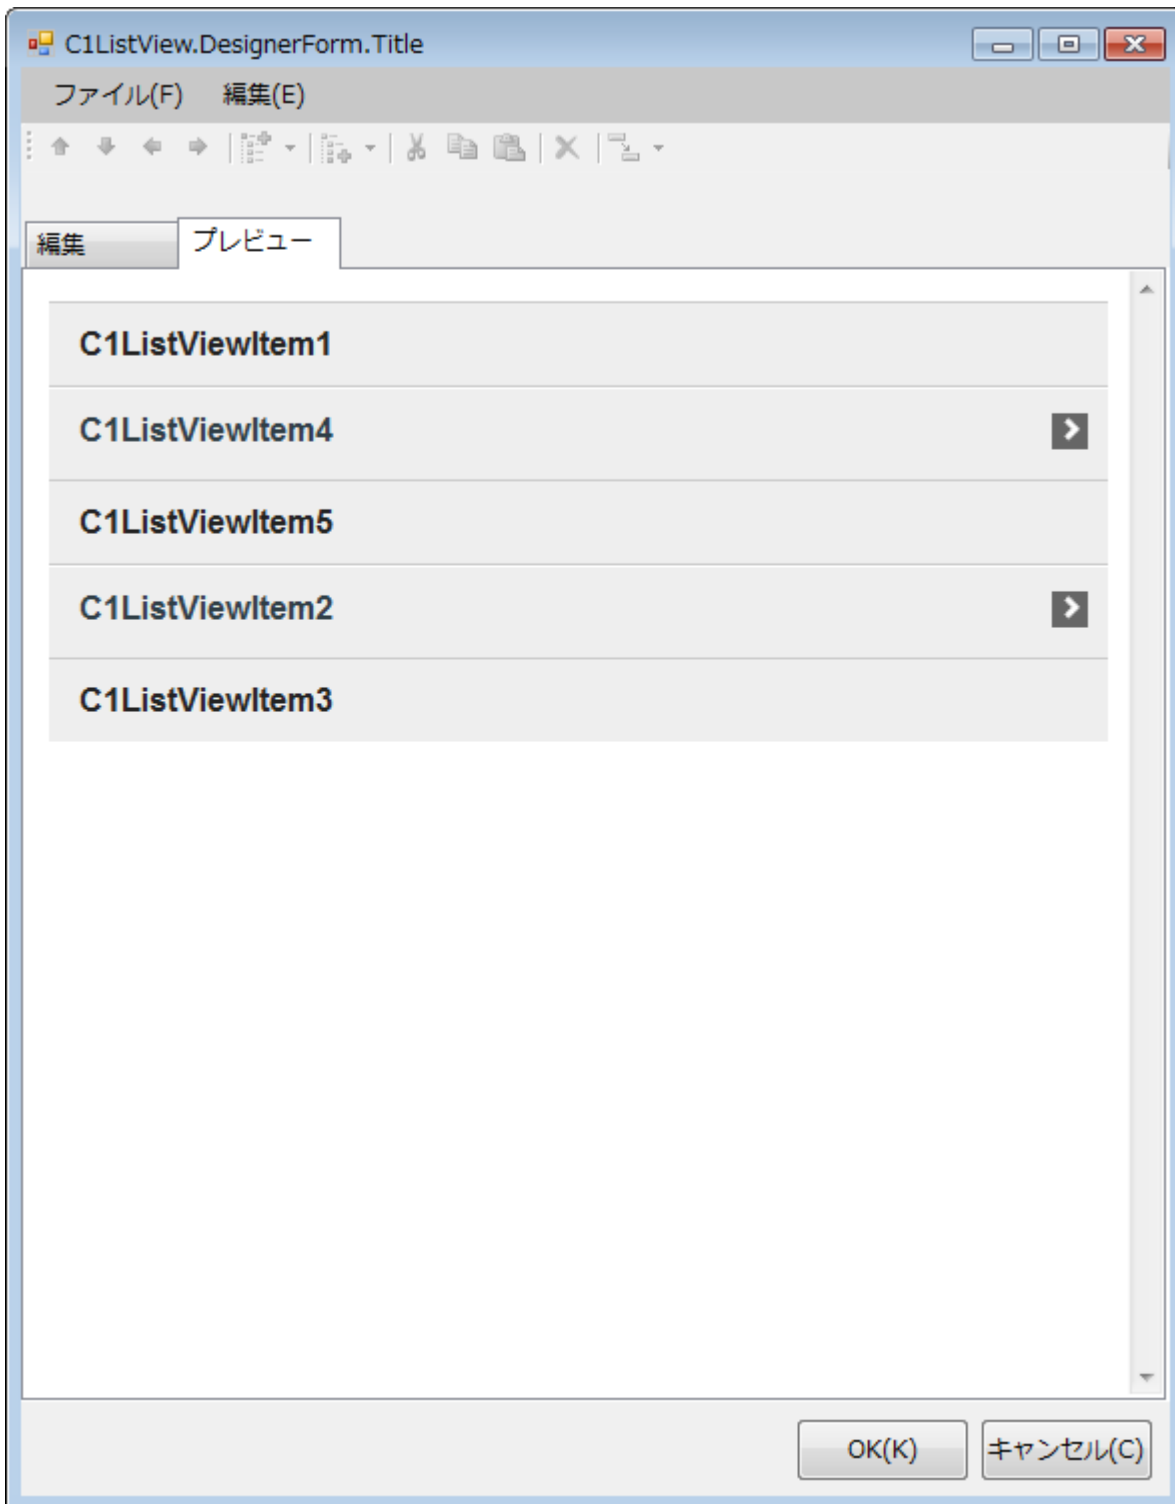 C1ListView.DesignerForm.Title
ファイル(F) 編集(E)
編集 プレビュー
C1ListViewItem1
C1ListViewItem4
C1ListViewItem5
C1ListViewItem2
C1ListViewItem3
OK(K) キャンセル(C)